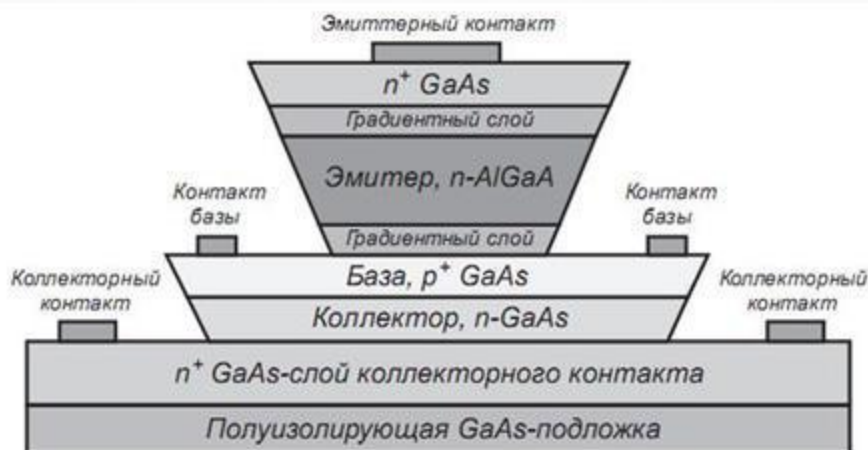 Эмиттерный контакт
n⁺ GaAs
Градиентный слой
Эмитер, n-AlGaA
Контакт
базы
Контакт
базы
Градиентный слой
Коллекторный
контакт
База, p⁺ GaAs
Коллекторный
контакт
Коллектор, n-GaAs
n⁺ GaAs-слой коллекторного контакта
Полуизолирующая GaAs-подложка